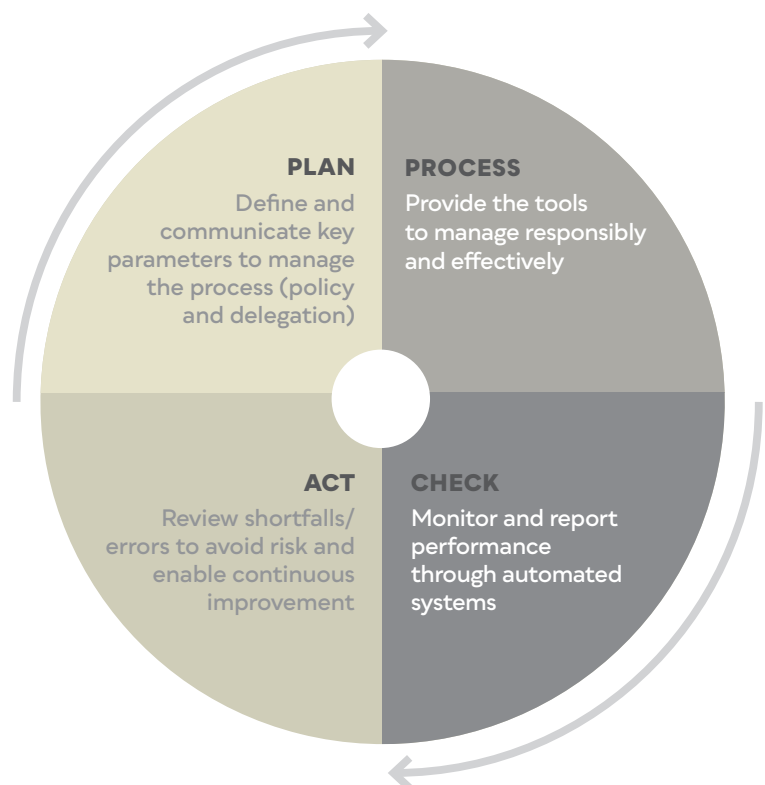 PLAN
Define and
communicate key
parameters to manage
the process (policy
and delegation)
PROCESS
Provide the tools
to manage responsibly
and effectively
CHECK
Monitor and report
performance
through automated
systems
ACT
Review shortfalls/
errors to avoid risk and
enable continuous
improvement